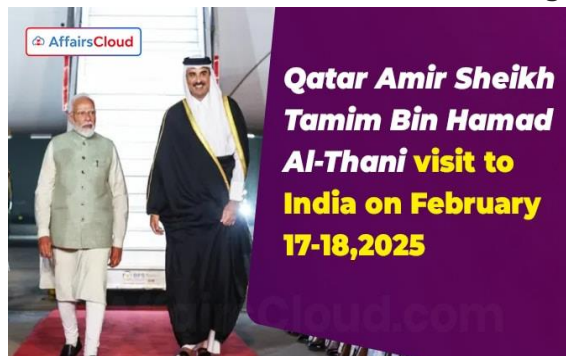 AffairsCloud
Qatar Amir Sheikh
Tamim Bin Hamad
Al-Thani visit to
India on February
17-18,2025